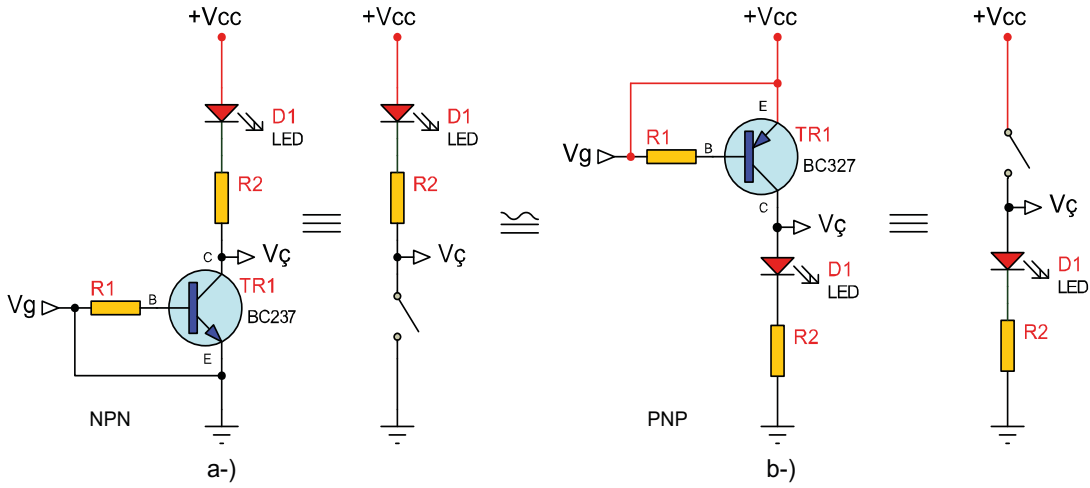 +Vcc
D1
LED
R2
C
Vç
TR1
BC237
Vg
R1
B
E
NPN
+Vcc
D1
LED
R2
Vç
a-)
+Vcc
E
TR1
BC327
Vg
R1
B
C
Vç
D1
LED
R2
PNP
+Vcc
Vç
D1
LED
R2
b-)